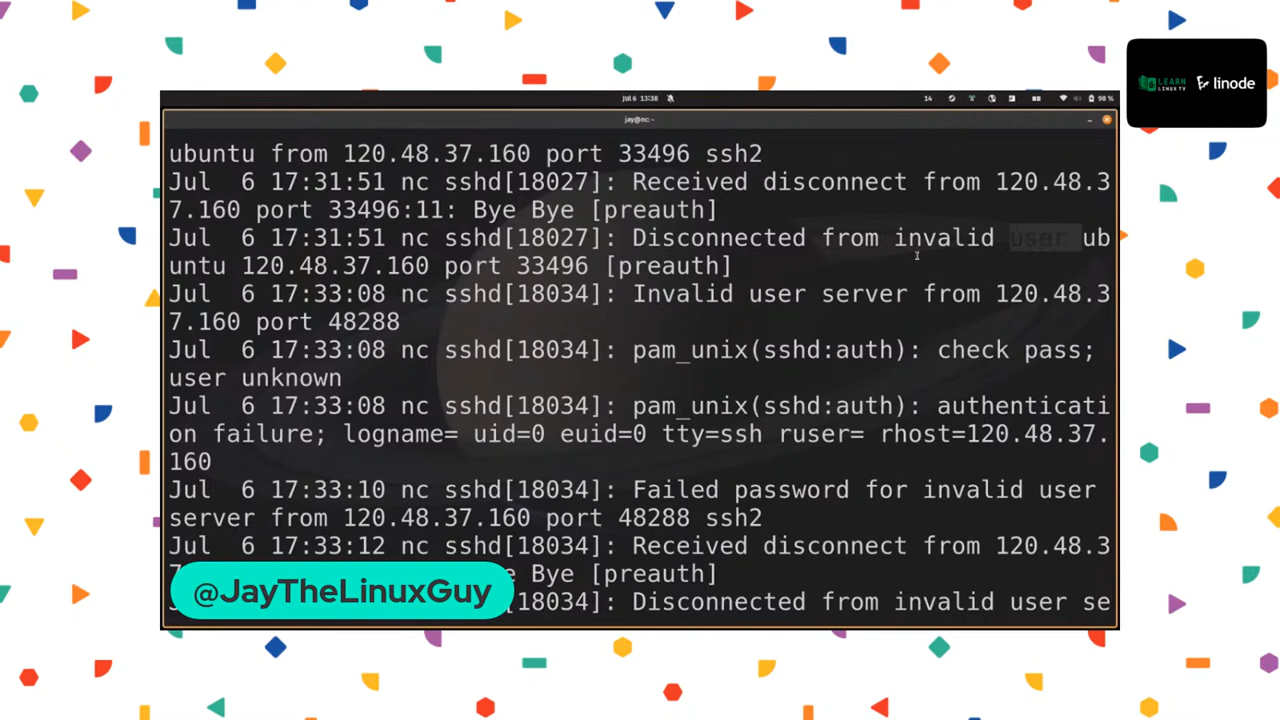 LEARN
LINUX TV
linode
Jul 6 13:38
14
98 %
jay@nc: ~
ubuntu from 120.48.37.160 port 33496 ssh2
Jul  6 17:31:51 nc sshd[18027]: Received disconnect from 120.48.3
7.160 port 33496:11: Bye Bye [preauth]
Jul  6 17:31:51 nc sshd[18027]: Disconnected from invalid user ub
untu 120.48.37.160 port 33496 [preauth]
Jul  6 17:33:08 nc sshd[18034]: Invalid user server from 120.48.3
7.160 port 48288
Jul  6 17:33:08 nc sshd[18034]: pam_unix(sshd:auth): check pass;
user unknown
Jul  6 17:33:08 nc sshd[18034]: pam_unix(sshd:auth): authenticati
on failure; logname= uid=0 euid=0 tty=ssh ruser= rhost=120.48.37.
160
Jul  6 17:33:10 nc sshd[18034]: Failed password for invalid user
server from 120.48.37.160 port 48288 ssh2
Jul  6 17:33:12 nc sshd[18034]: Received disconnect from 120.48.3
Bye [preauth]
[18034]: Disconnected from invalid user se
@JayTheLinuxGuy